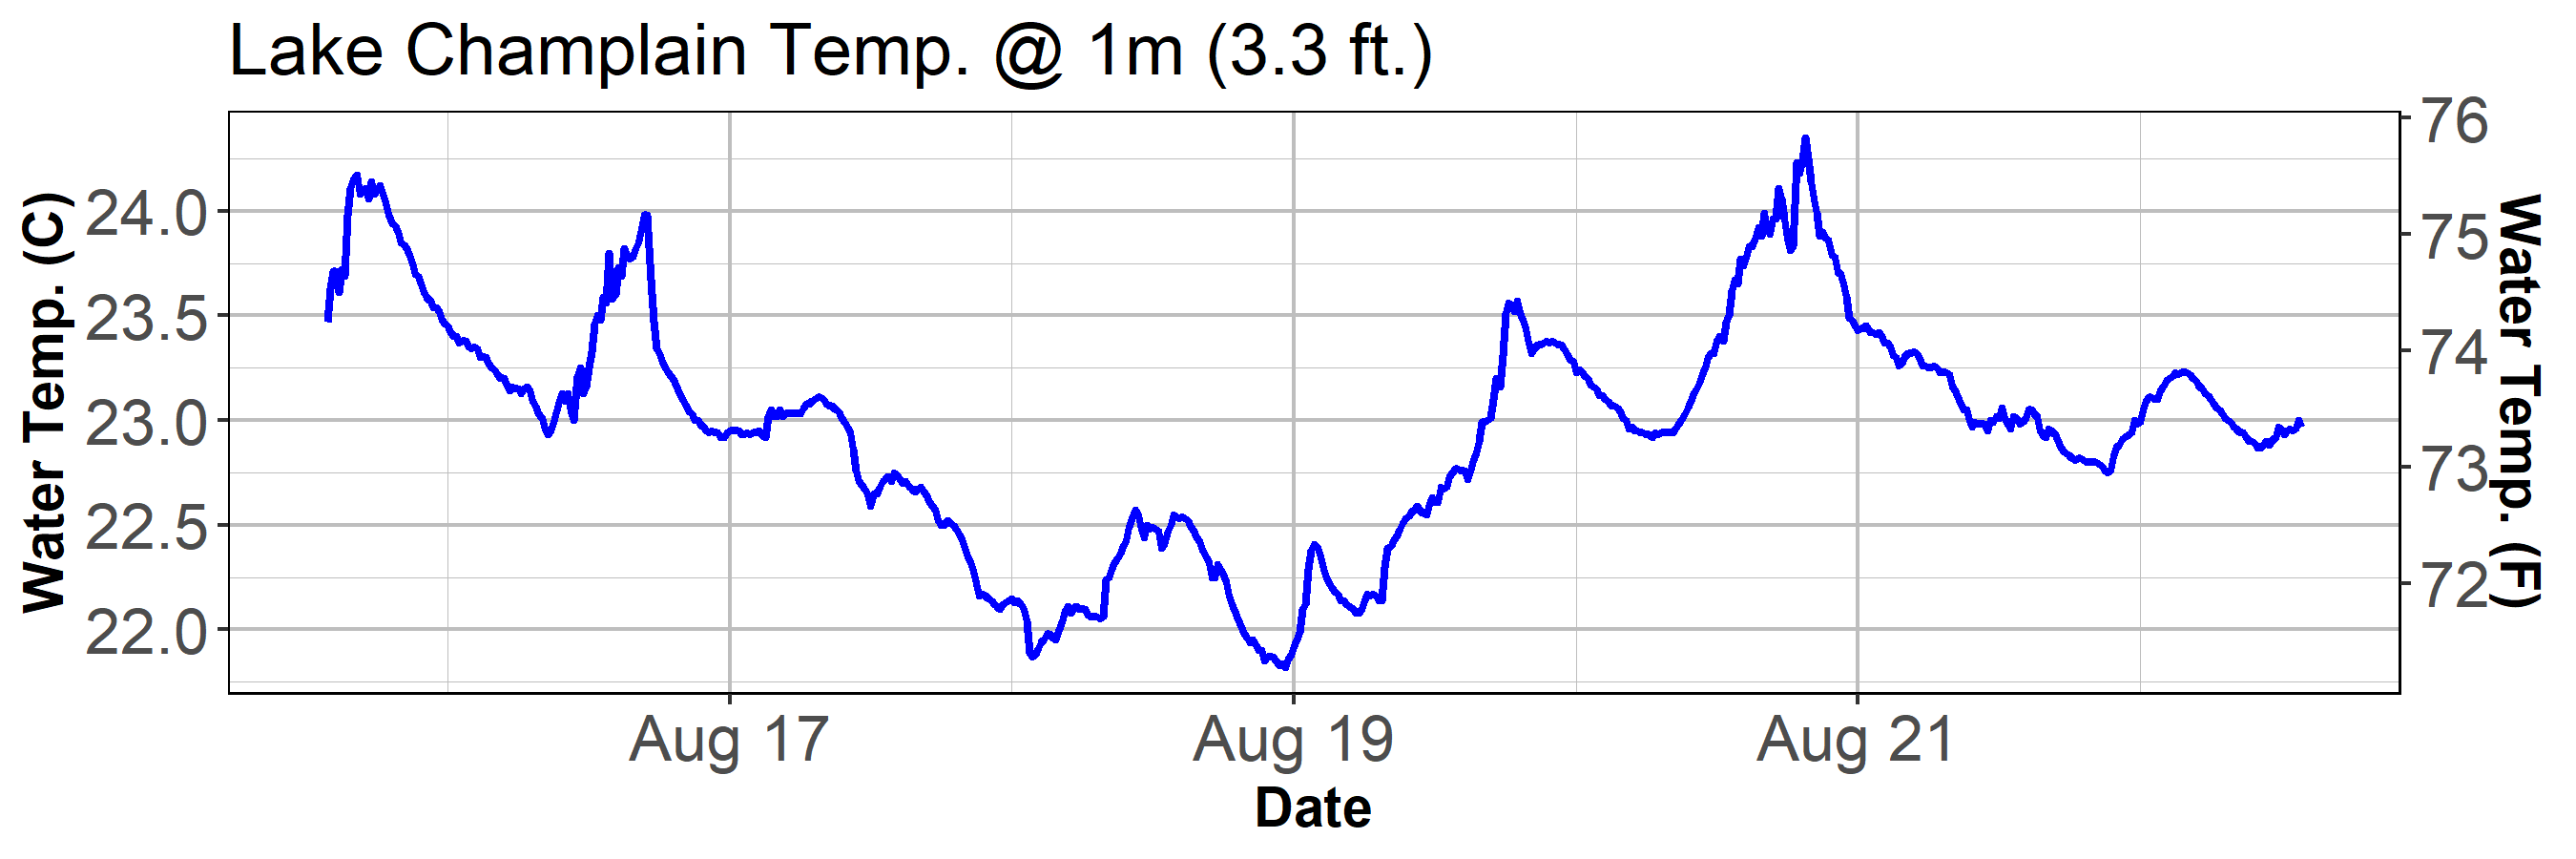 Lake Champlain Temp. @ 1m (3.3 ft.)
Water Temp. (C)
24.0
23.5
23.0
22.5
22.0
76
75
74
73
72
Water Temp. (F)
Aug 17
Aug 19
Aug 21
Date